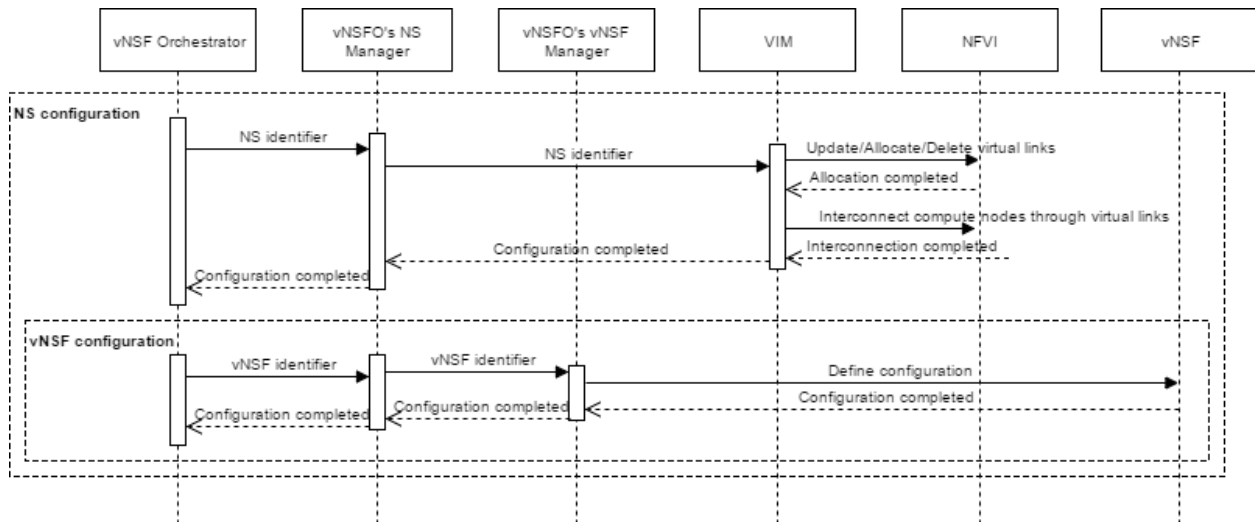 vNSF Orchestrator
vNSFO's NS
Manager
vNSFO's vNSF
Manager
VIM
NFVI
vNSF
NS configuration
NS identifier
NS identifier
Update/Allocate/Delete virtual links
Allocation completed
Interconnect compute nodes through virtual links
Interconnection completed
Configuration completed
Configuration completed
vNSF configuration
vNSF identifier
vNSF identifier
Define configuration
Configuration completed
Configuration completed
Configuration completed